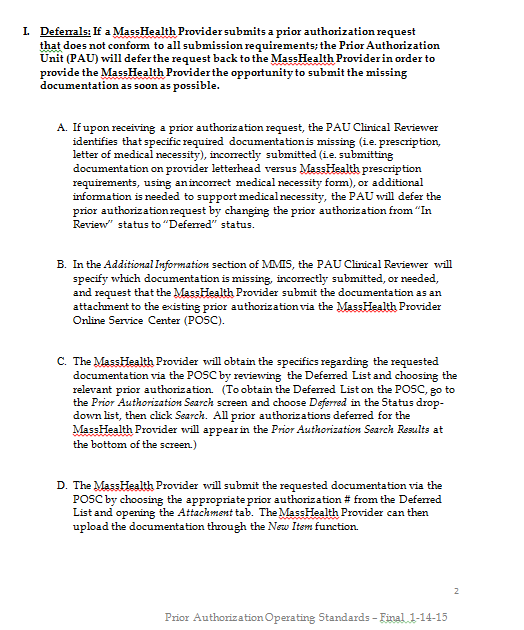 I. Deferrals: If a MassHealth Provider submits a prior authorization request
that does not conform to all submission requirements; the Prior Authorization
Unit (PAU) will defer the request back to the MassHealth Provider in order to
provide the MassHealth Provider the opportunity to submit the missing
documentation as soon as possible.
A. If upon receiving a prior authorization request, the PAU Clinical Reviewer
identifies that specific required documentation is missing (i.e. prescription,
letter of medical necessity), incorrectly submitted (i.e. submitting
documentation on provider letterhead versus MassHealth prescription
requirements, using an incorrect medical necessity form), or additional
information is needed to support medical necessity, the PAU will defer the
prior authorization request by changing the prior authorization from "In
Review" status to "Deferred" status.
B. In the Additional Information section of MMIS, the PAU Clinical Reviewer will
specify which documentation is missing, incorrectly submitted, or needed,
and request that the MassHealth Provider submit the documentation as an
attachment to the existing prior authorization via the MassHealth Provider
Online Service Center (POSC).
C. The MassHealth Provider will obtain the specifics regarding the requested
documentation via the POSC by reviewing the Deferred List and choosing the
relevant prior authorization. (To obtain the Deferred List on the POSC, go to
the Prior Authorization Search screen and choose Deferred in the Status drop-
down list, then click Search. All prior authorizations deferred for the
MassHealth Provider will appear in the Prior Authorization Search Results at
the bottom of the screen.)
D. The MassHealth Provider will submit the requested documentation via the
POSC by choosing the appropriate prior authorization # from the Deferred
List and opening the Attachment tab. The MassHealth Provider can then
upload the documentation through the New Item function.
2
Prior Authorization Operating Standards – Final 1-14-15